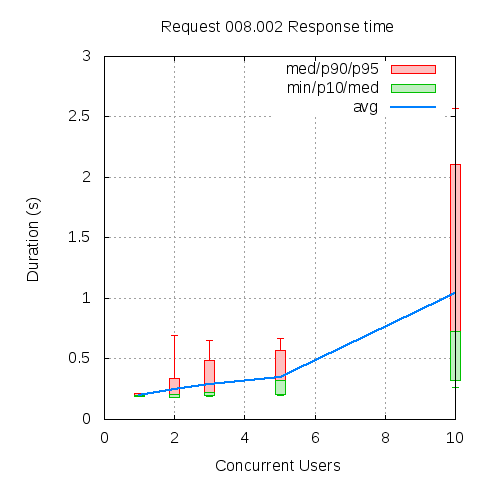 Request 008.002 Response time
med/p90/p95
min/p10/med
avg
3
2.5
2
1.5
1
0.5
0
Duration (s)
0 2 4 6 8 10
Concurrent Users